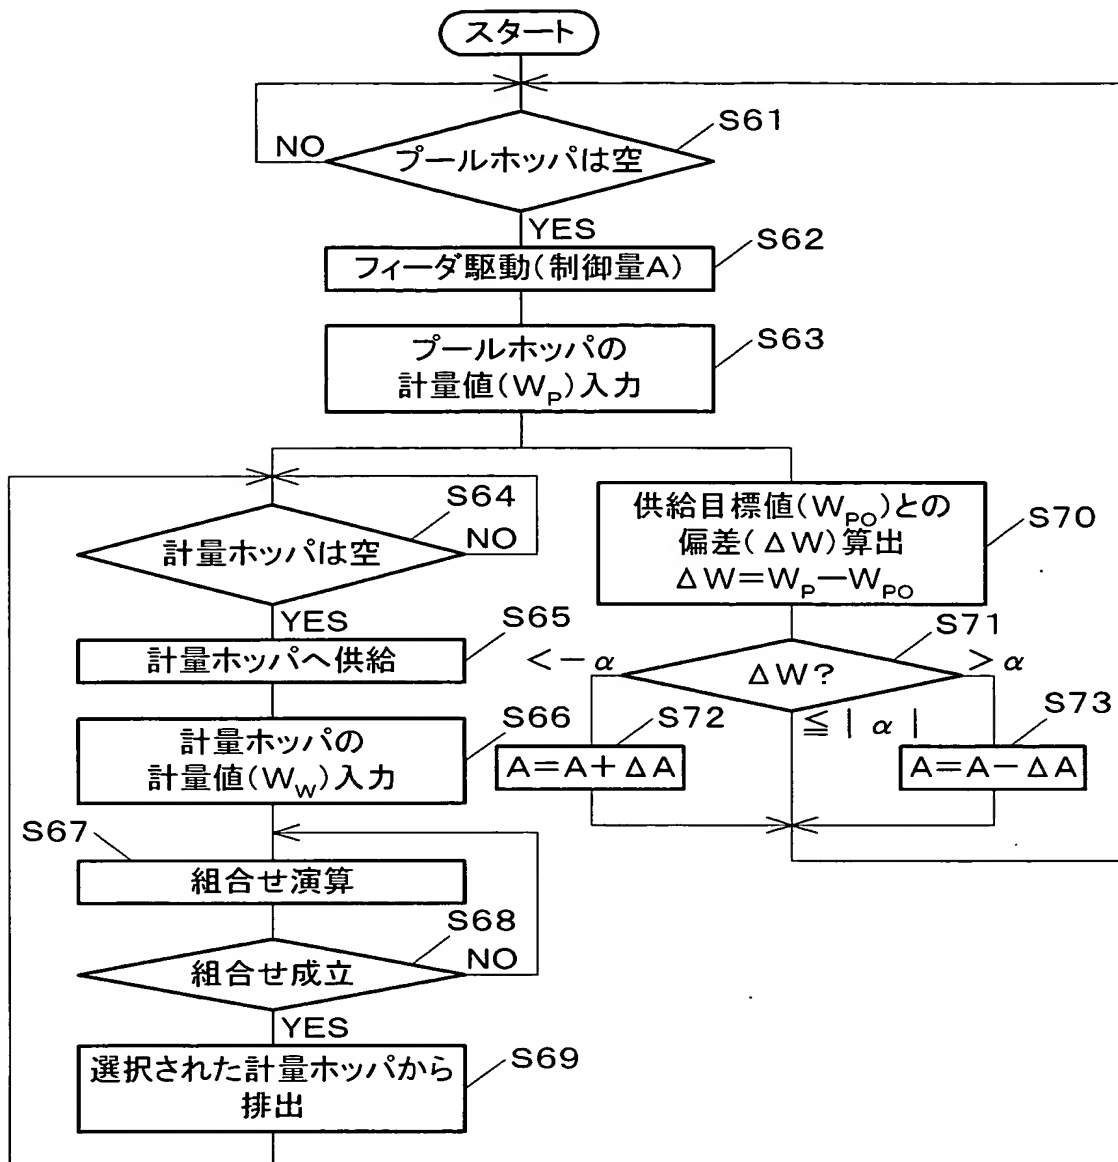 スタート
S61
NO
プールホッパは空
YES
S62
フィーダ駆動(制御量A)
S63
プールホッパの
計量値(WP)入力
S64
計量ホッパは空
NO
YES
S65
計量ホッパへ供給
S66
計量ホッパの
計量値(WW)入力
S67
組合せ演算
S68
組合せ成立
NO
YES
S69
選択された計量ホッパから
排出
S70
供給目標値(WPO)との
偏差(ΔW)算出
ΔW=WP−WPO
S71
<−α
ΔW?
>α
≦|α|
S72
A=A+ΔA
S73
A=A−ΔA